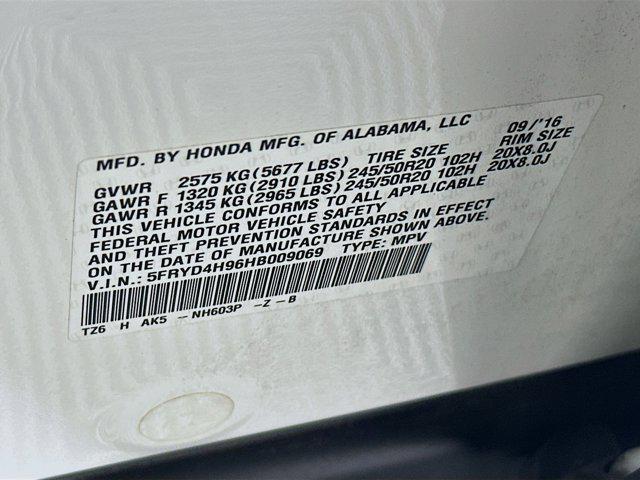 MFD. BY HONDA MFG. OF ALABAMA, LLC 09/'16
GVWR 2575 KG(5677 LBS) TIRE SIZE RIM SIZE
GAWR F 1320 KG(2910 LBS)245/50R20 102H 20X8.0J
GAWR R 1345 KG(2965 LBS)245/50R20 102H 20X8.0J
THIS VEHICLE CONFORMS TO ALL APPLICABLE
FEDERAL MOTOR VEHICLE SAFETY
AND THEFT PREVENTION STANDARDS IN EFFECT
ON THE DATE OF MANUFACTURE SHOWN ABOVE.
V.I.N.: 5FRYD4H96HB009069 TYPE: MPV
TZ6 H AK5 --NH603P -Z-B